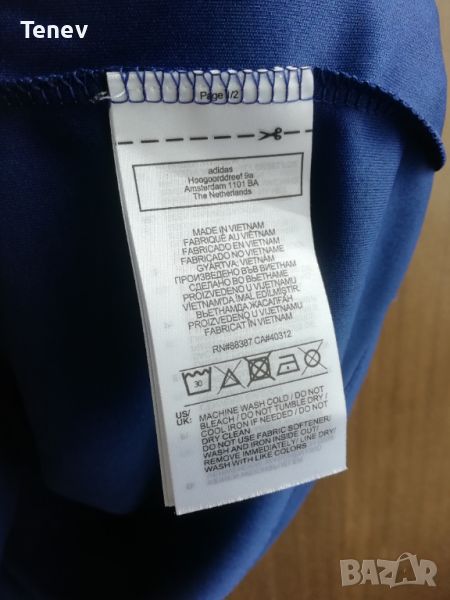 Tenev
Page 1/2
adidas
Hoogoorddreef 9a
Amsterdam 1101 BA
The Netherlands
MADE IN VIETNAM
FABRIQUÉ AU VIÊTNAM
FABRICADO EN VIETNAM
FABRICADO NO VIETNAME
GYÁRTVA: VIETNAM
ПРОИЗВЕДЕНО ВЪВ ВИЕТНАМ
СДЕЛАНО ВО ВЬЕТНАМЕ
PROIZVEDENO U VIJETNAMU
VİETNAM'DA İMAL EDİLMİŞTİR.
ВЬЕТНАМДА ЖАСАЛҒАН
PROIZVEDENO U VIJETNAMU
FABRICAT ÎN VIETNAM
RN#88387 CA#40312
30
US/ MACHINE WASH COLD / DO NOT
UK: BLEACH / DO NOT TUMBLE DRY /
COOL IRON IF NEEDED / DO NOT
DRY CLEAN
DO NOT USE FABRIC SOFTENER/
WASH AND IRON INSIDE OUT/
REMOVE IMMEDIATELY/ LINE DRY/
WASH WITH LIKE COLORS
BAZAR